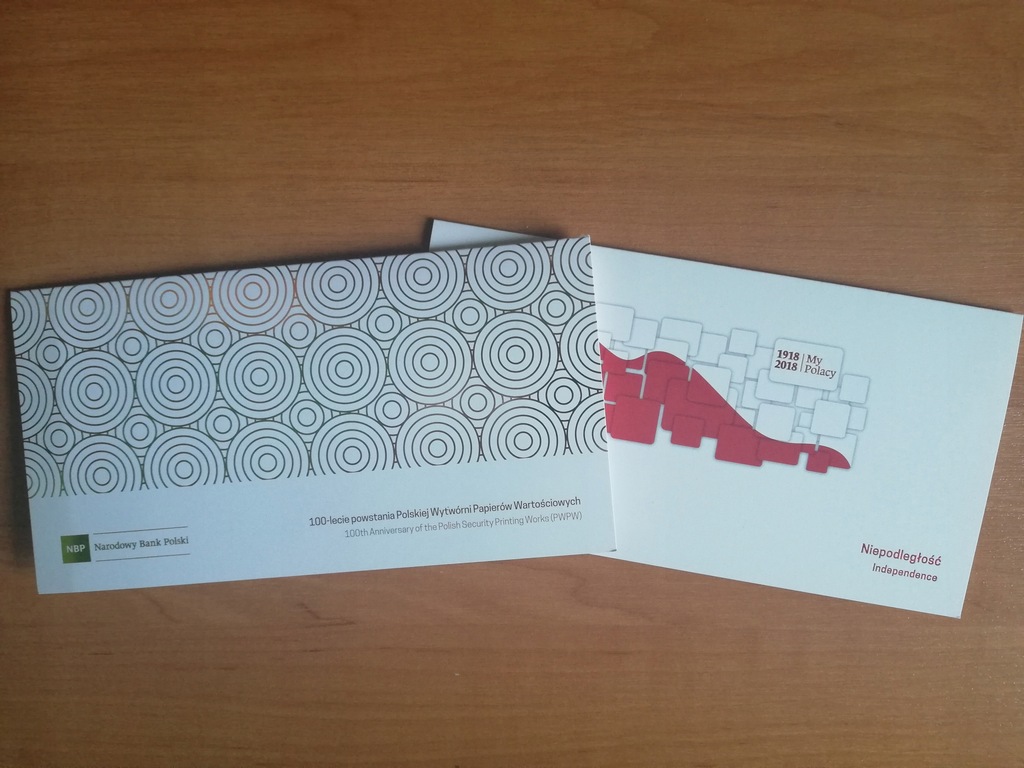 100-lecie powstania Polskiej Wytwórni Papierów Wartościowych
100th Anniversary of the Polish Security Printing Works (PWPW)
NBP
Narodowy Bank Polski
1918 | My
2018 | Polacy
Niepodległość
Independence